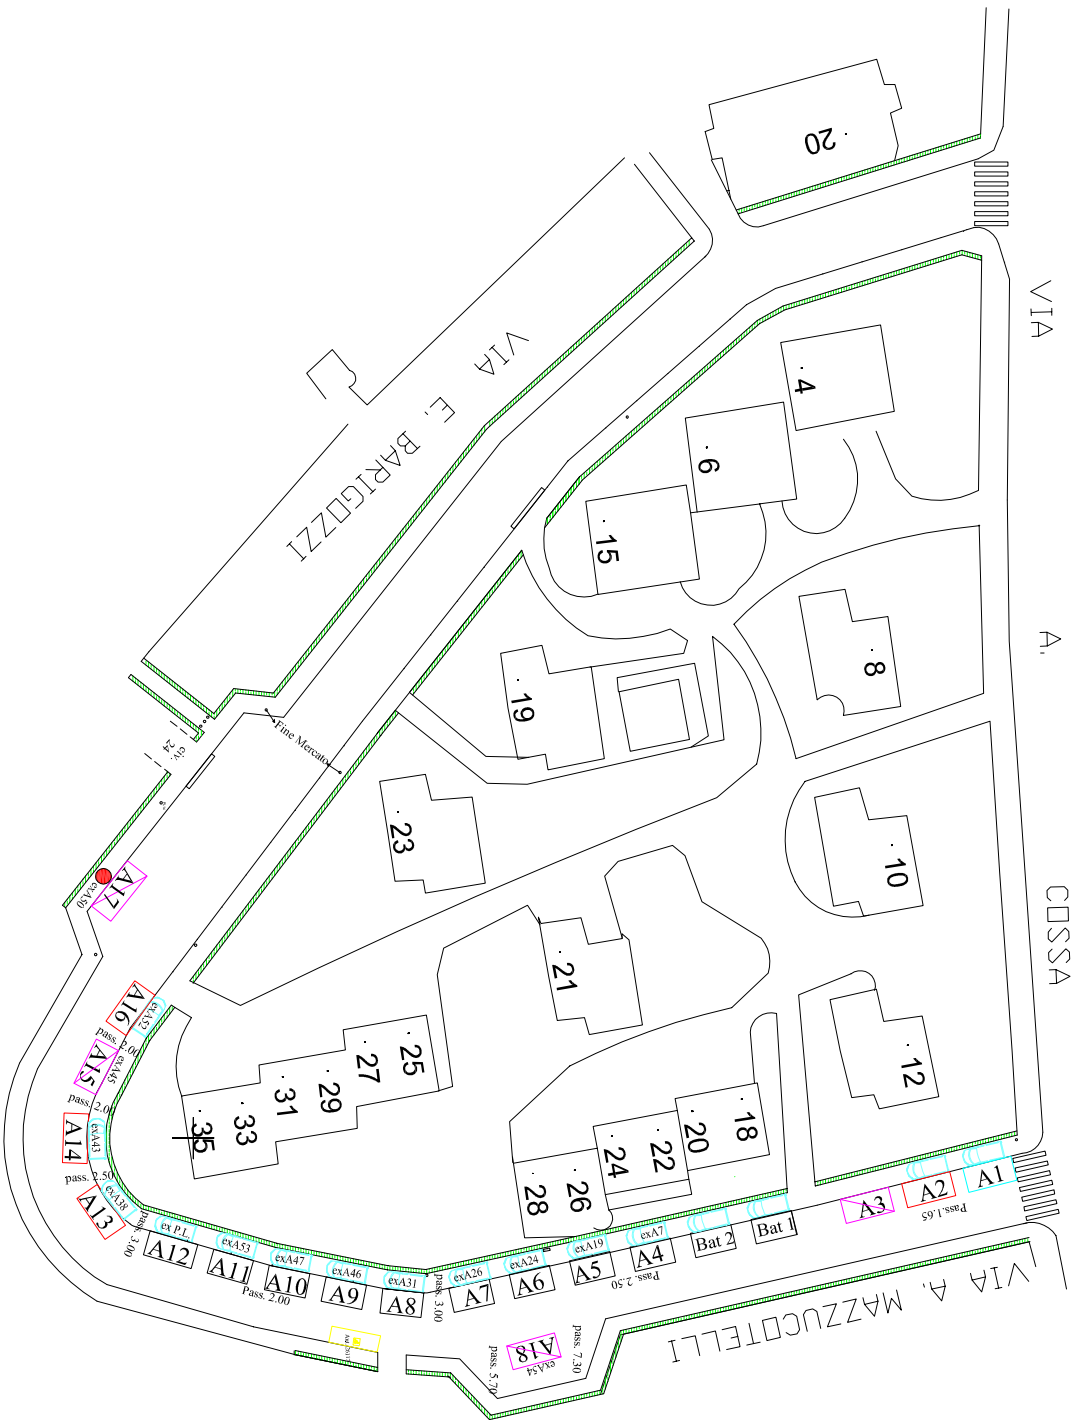 20
VIA
A.
COSSA
VIA E. BARIGOZZI
4
6
15
8
19
10
23
21
12
25
27
29
31
33
35
18
20
22
24
26
28
Fine Mercato
civ.
24
A17
exA50
A16
exA52
pass. 2.00
A15
exA45
A14
exA43
pass. 2.50
A13
exA38
pass. 3.00
A12
ex P.L.
A11
exA53
A10
exA47
Pass. 2.00
A9
exA46
A8
exA31
pass. 3.00
A7
exA26
A6
exA24
A5
exA19
Pass. 2.50
A4
exA7
Bat 2
Bat 1
A3
A2
Pass.1.65
A1
A18
exA54
pass. 7.30
pass. 5.70
VIA A. MAZZUCOTELLI